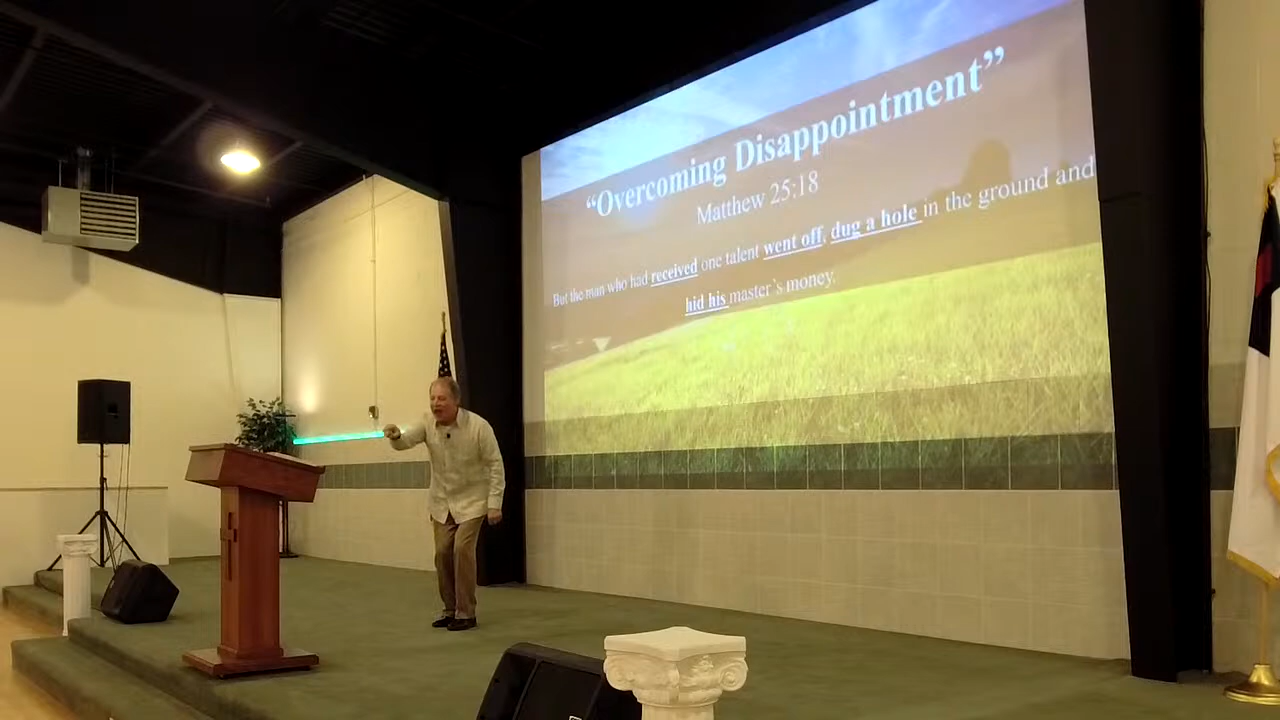 “Overcoming Disappointment”
Matthew 25:18
But the man who had received one talent went off, dug a hole in the ground and
hid his master’s money.